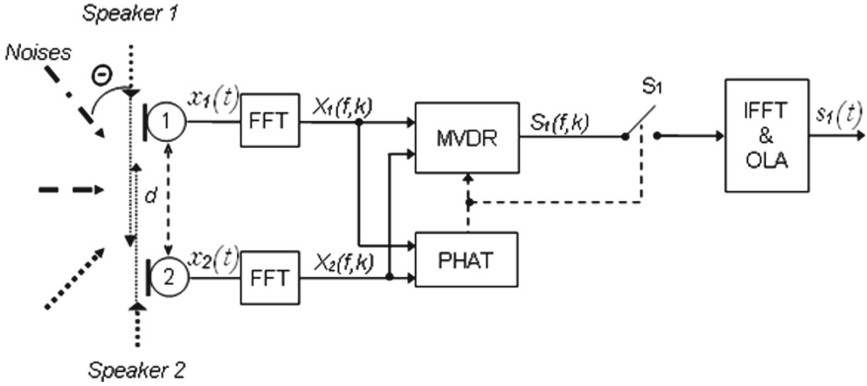 Speaker 1
Noises
Θ
x1(t)
1
FFT
X1(f,k)
MVDR
S1(f,k)
S1
IFFT
&
OLA
s1(t)
d
x2(t)
2
FFT
X2(f,k)
PHAT
Speaker 2